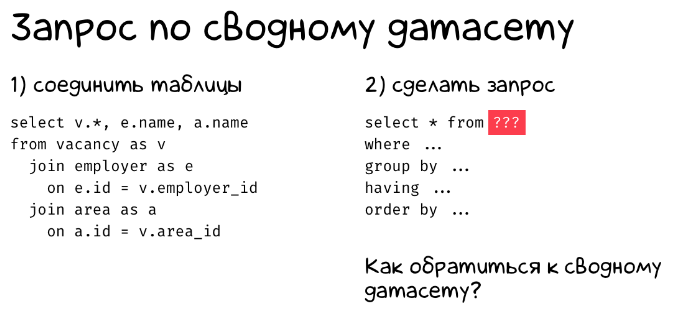 Запрос по сводному датасету
1) соединить таблицы
select v.*, e.name, a.name
from vacancy as v
join employer as e
on e.id = v.employer_id
join area as a
on a.id = v.area_id
2) сделать запрос
select * from ???
where ...
group by ...
having ...
order by ...
Как обратиться к сводному
датасету?